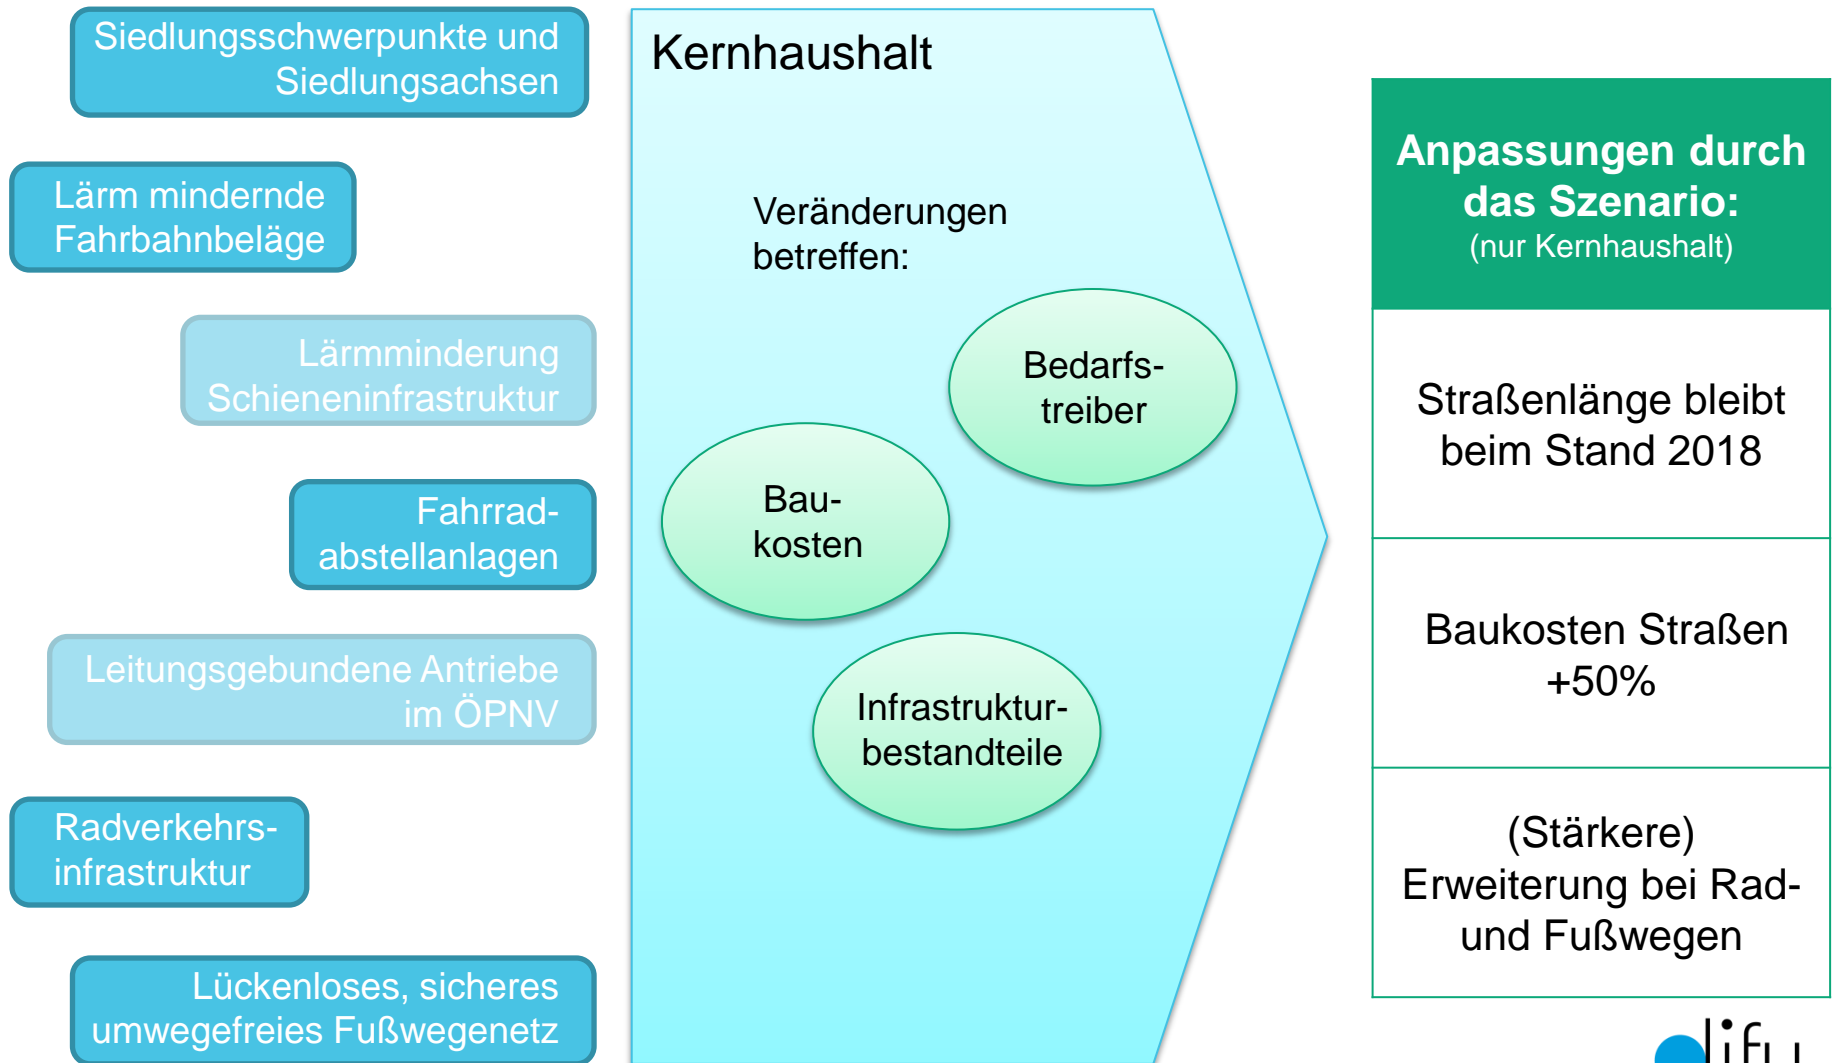 Siedlungsschwerpunkte und
Siedlungsachsen
Lärm mindernde
Fahrbahnbeläge
Lärmminderung
Schieneninfrastruktur
Fahrrad-
abstellanlagen
Leitungsgebundene Antriebe
im ÖPNV
Radverkehrs-
infrastruktur
Lückenloses, sicheres
umwegefreies Fußwegenetz
Kernhaushalt
Veränderungen
betreffen:
Bedarfs-
treiber
Bau-
kosten
Infrastruktur-
bestandteile
Anpassungen durch
das Szenario:
(nur Kernhaushalt)
Straßenlänge bleibt
beim Stand 2018
Baukosten Straßen
+50%
(Stärkere)
Erweiterung bei Rad-
und Fußwegen